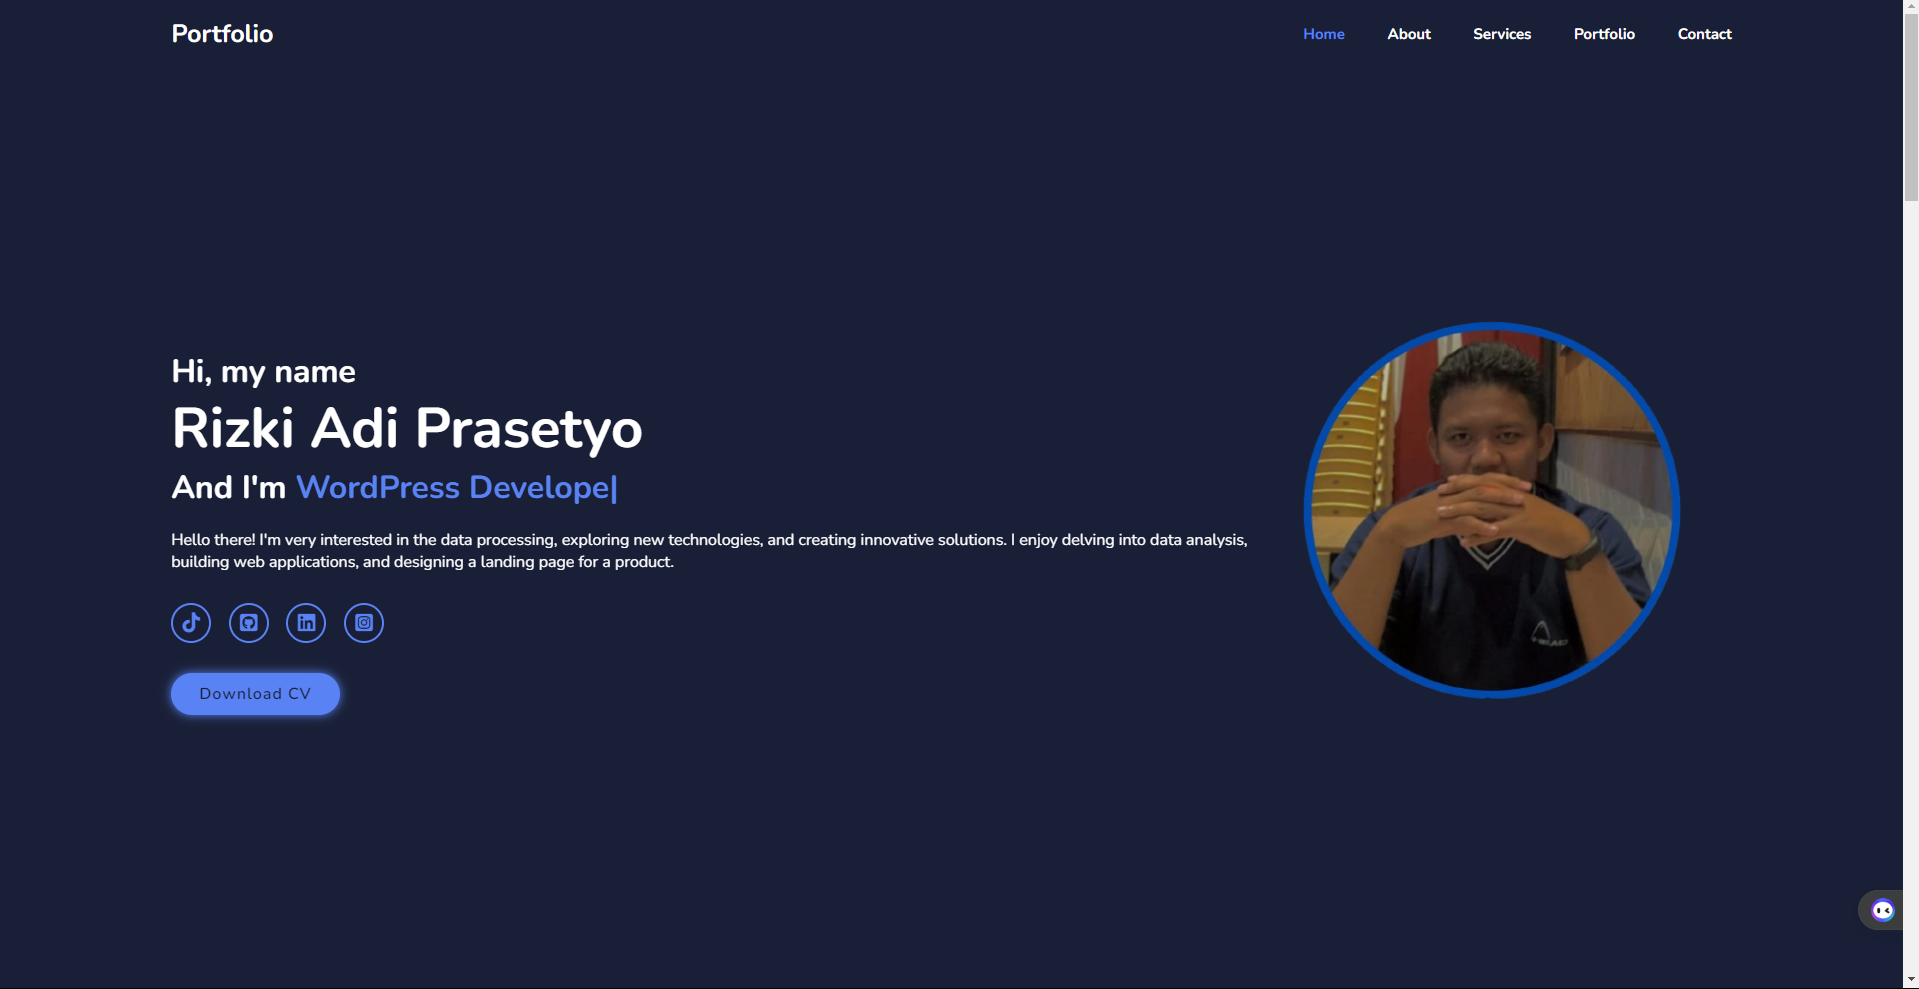 Portfolio
Home About Services Portfolio Contact
Hi, my name
Rizki Adi Prasetyo
And I'm WordPress Develope|
Hello there! I'm very interested in the data processing, exploring new technologies, and creating innovative solutions. I enjoy delving into data analysis,
building web applications, and designing a landing page for a product.
Download CV